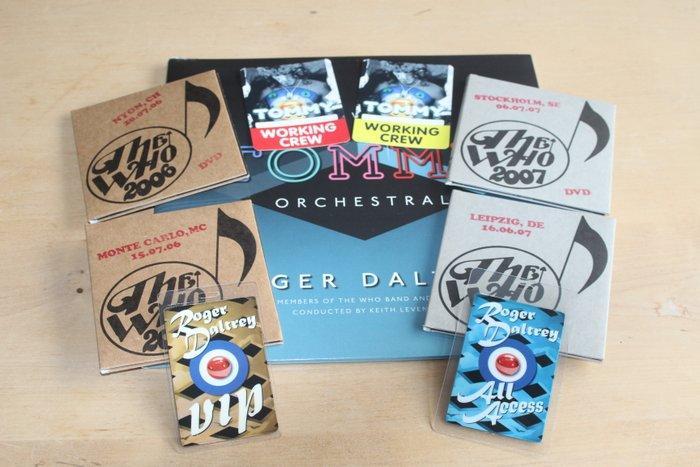 NYON, CH
20.07.06
THE
WHO
2006
DVD
TOMMY
WORKING
CREW
TOMMY
WORKING
CREW
STOCKHOLM, SE
06.07.07
THE
WHO
2007
DVD
TOMM
ORCHESTRAL
MONTE CARLO, MC
15.07.06
THE
WHO
LEIPZIG, DE
16.06.07
THE
WHO
GER DALT
MEMBERS OF THE WHO BAND AND
CONDUCTED BY KEITH LEVEN
Roger
Daltrey
VIP
Roger
Daltrey
All
Access